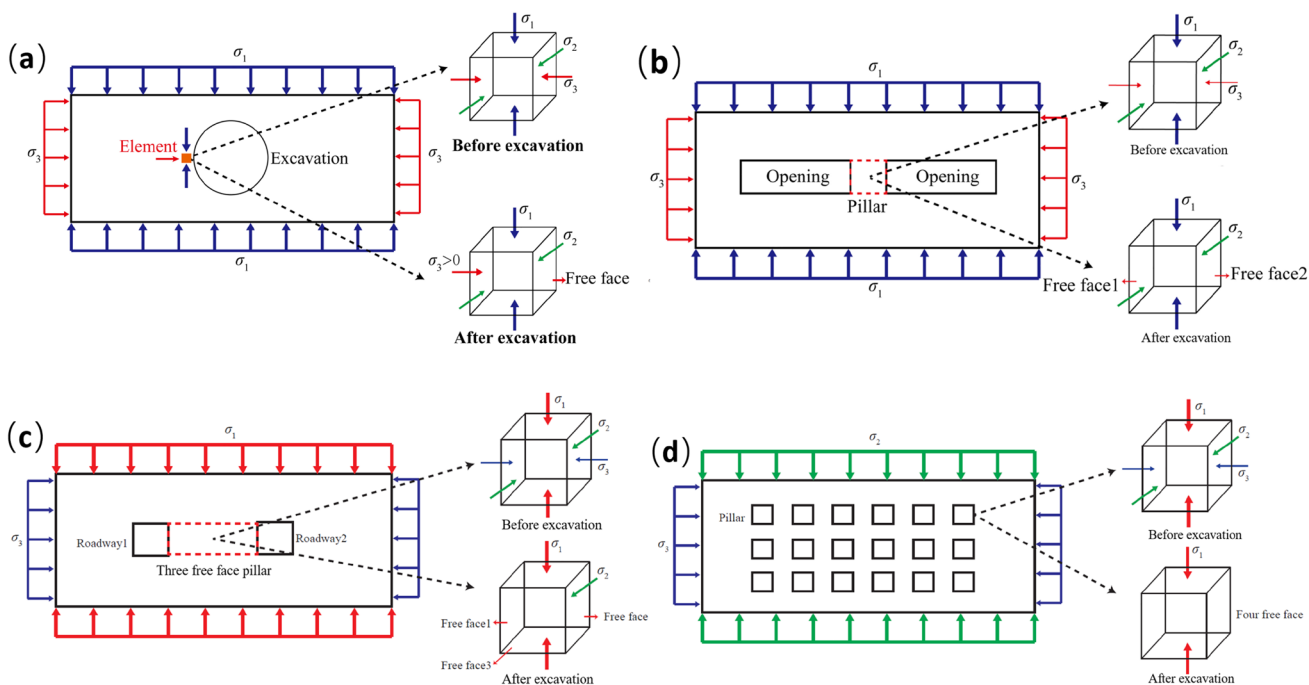 (a)
σ1
σ3
Element
Excavation
σ3
σ1
σ1
σ2
σ3
Before excavation
σ1
σ2
σ3>0
Free face
After excavation
(b)
σ1
σ3
Opening
Opening
Pillar
σ3
σ1
σ1
σ2
σ3
Before excavation
σ1
σ2
Free face1
Free face2
After excavation
(c)
σ1
σ3
Roadway1
Roadway2
Three free face pillar
σ1
σ2
σ3
Before excavation
σ1
σ2
Free face1
Free face
Free face3
After excavation
(d)
σ2
σ3
Pillar
σ1
σ2
σ3
Before excavation
σ1
Four free face
After excavation